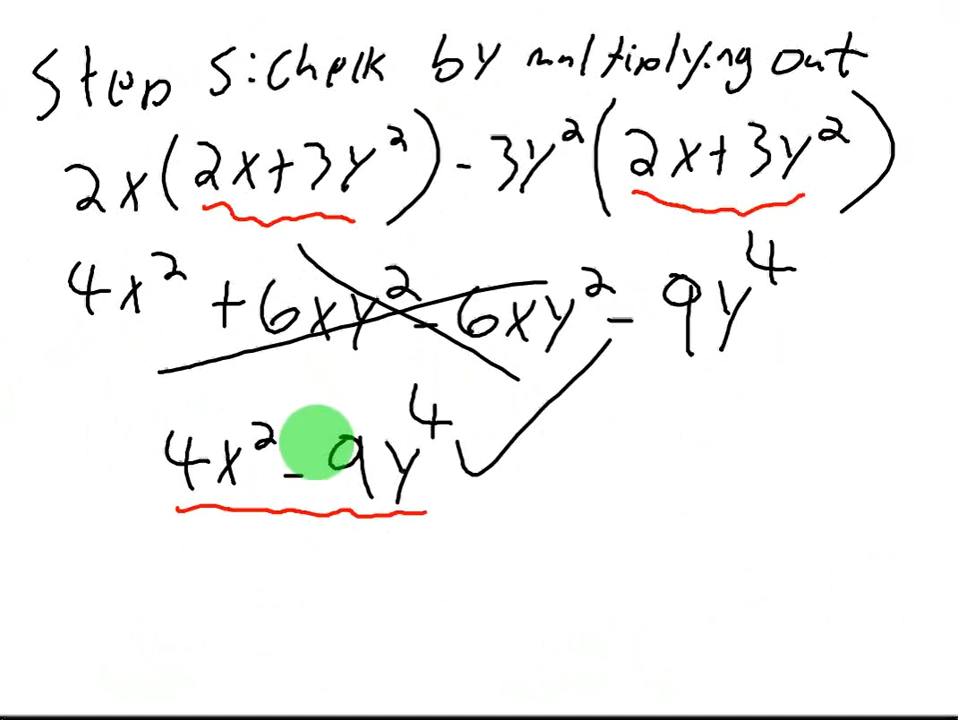 Step 5: Check by multiplying out
2x(2x+3y²) - 3y²(2x+3y²)
4x² + 6xy² - 6xy² - 9y⁴
4x² - 9y⁴ ✓